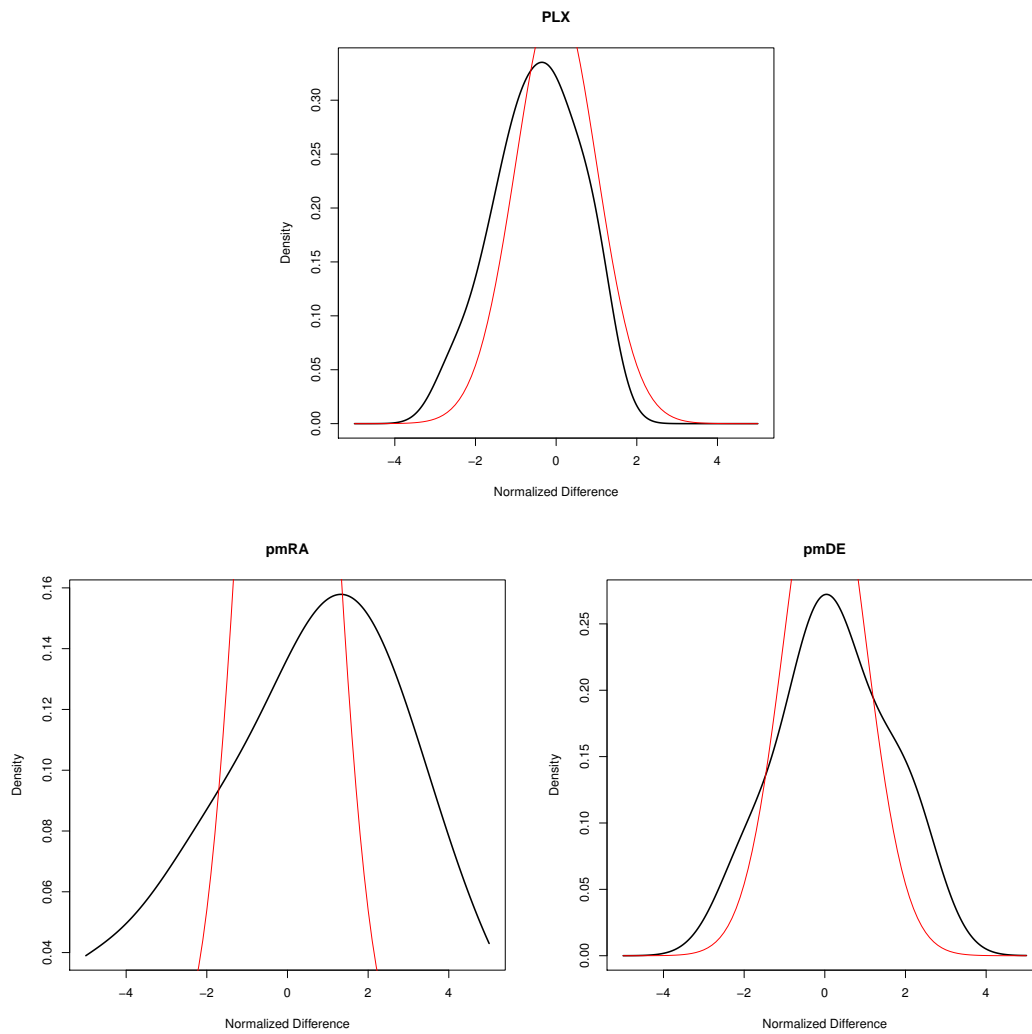 PLX
0.00 0.05 0.10 0.15 0.20 0.25 0.30
Density
−4 −2 0 2 4
Normalized Difference
pmRA
0.04 0.06 0.08 0.10 0.12 0.14 0.16
Density
−4 −2 0 2 4
Normalized Difference
pmDE
0.00 0.05 0.10 0.15 0.20 0.25
Density
−4 −2 0 2 4
Normalized Difference